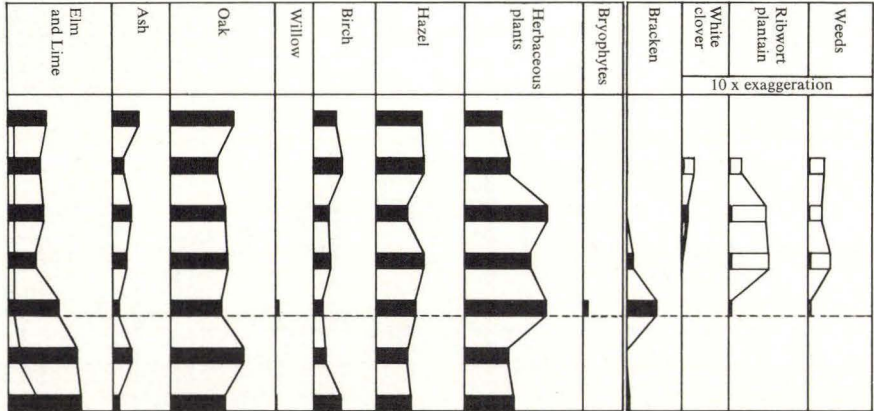 Elm
and Lime
Ash
Oak
Willow
Birch
Hazel
Herbaceous
plants
Bryophytes
Bracken
White
clover
Ribwort
plantain
Weeds
10 x exaggeration